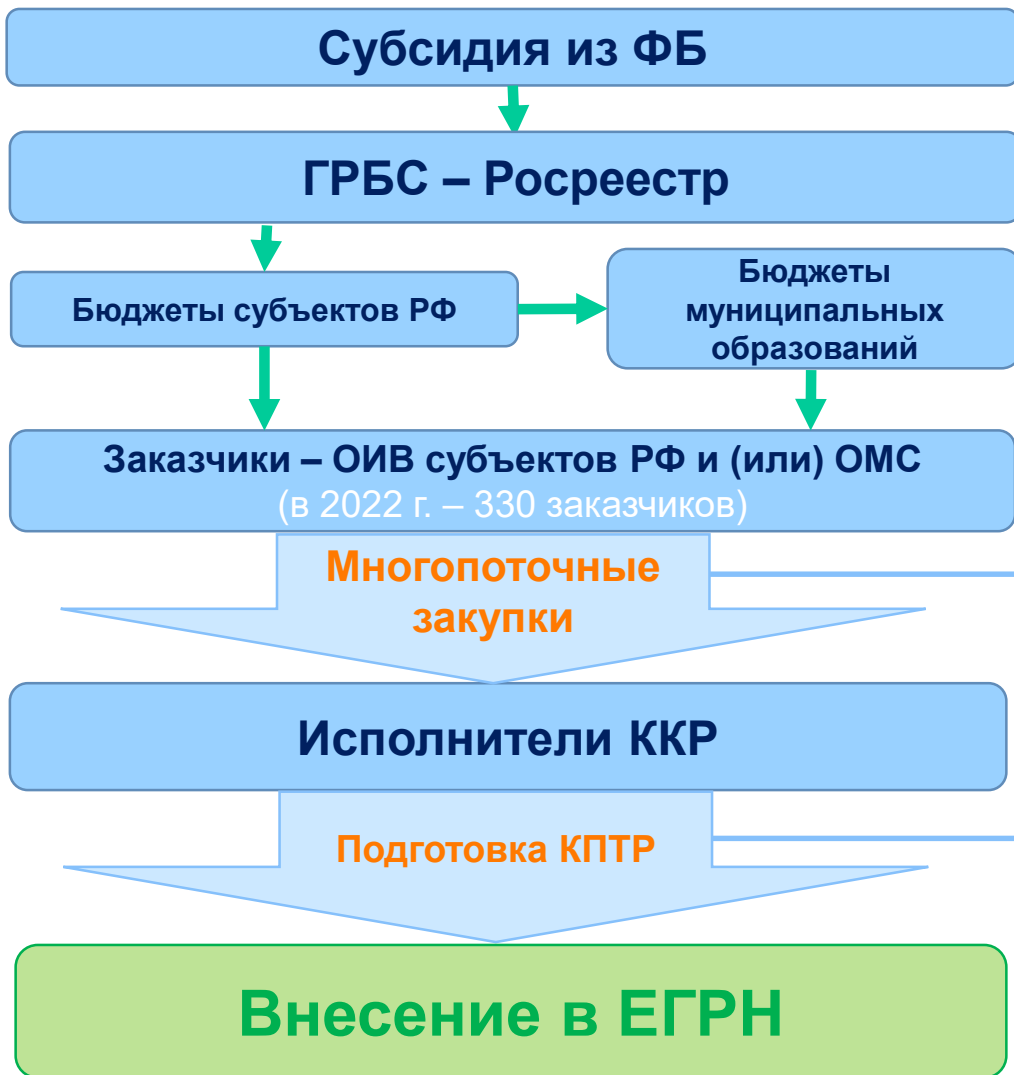 Субсидия из ФБ
ГРБС – Росреестр
Бюджеты субъектов РФ
Бюджеты
муниципальных
образований
Заказчики – ОИВ субъектов РФ и (или) ОМС
(в 2022 г. – 330 заказчиков)
Многопоточные
закупки
Исполнители ККР
Подготовка КПТР
Внесение в ЕГРН